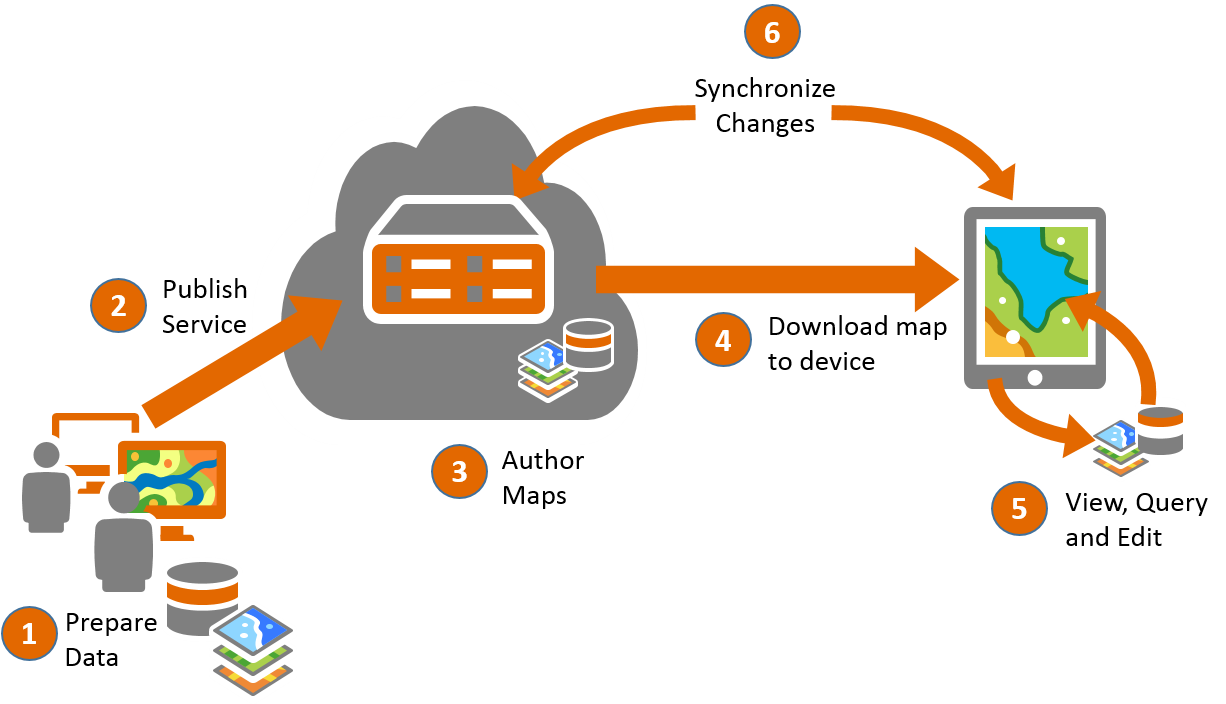 1
Prepare
Data
2
Publish
Service
3
Author
Maps
4
Download map
to device
5
View, Query
and Edit
6
Synchronize
Changes